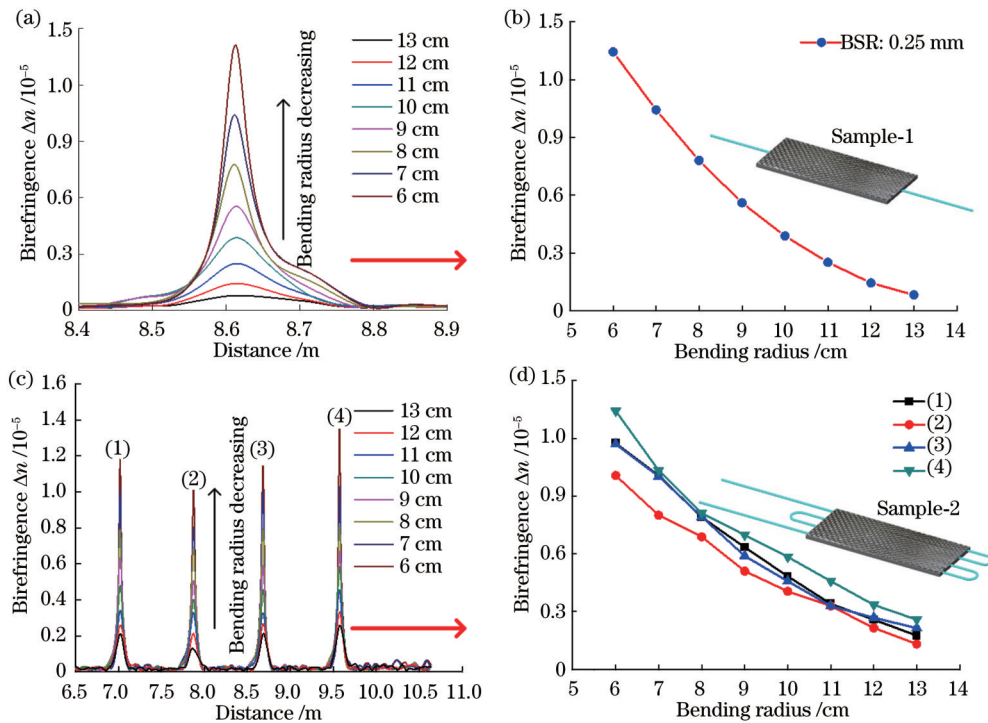 (a)
1.5
1.0
0.9
0.6
0.3
0
Birefringence Δn /10⁻⁵
8.4 8.5 8.6 8.7 8.8 8.9
Distance /m
Bending radius decreasing
13 cm
12 cm
11 cm
10 cm
9 cm
8 cm
7 cm
6 cm
(b)
1.5
1.0
0.9
0.6
0.3
0
Birefringence Δn /10⁻⁵
5 6 7 8 9 10 11 12 13 14
Bending radius /cm
BSR: 0.25 mm
Sample-1
(c)
1.6
1.4
1.2
1.0
0.8
0.6
0.4
0.2
0
Birefringence Δn /10⁻⁵
6.5 7.0 7.5 8.0 8.5 9.0 9.5 10.0 11.0
Distance /m
(1)
(2)
(3)
(4)
Bending radius decreasing
13 cm
12 cm
11 cm
10 cm
9 cm
8 cm
7 cm
6 cm
(d)
1.5
1.0
0.9
0.6
0.3
0
Birefringence Δn /10⁻⁵
5 6 7 8 9 10 11 12 13 14
Bending radius /cm
(1)
(2)
(3)
(4)
Sample-2